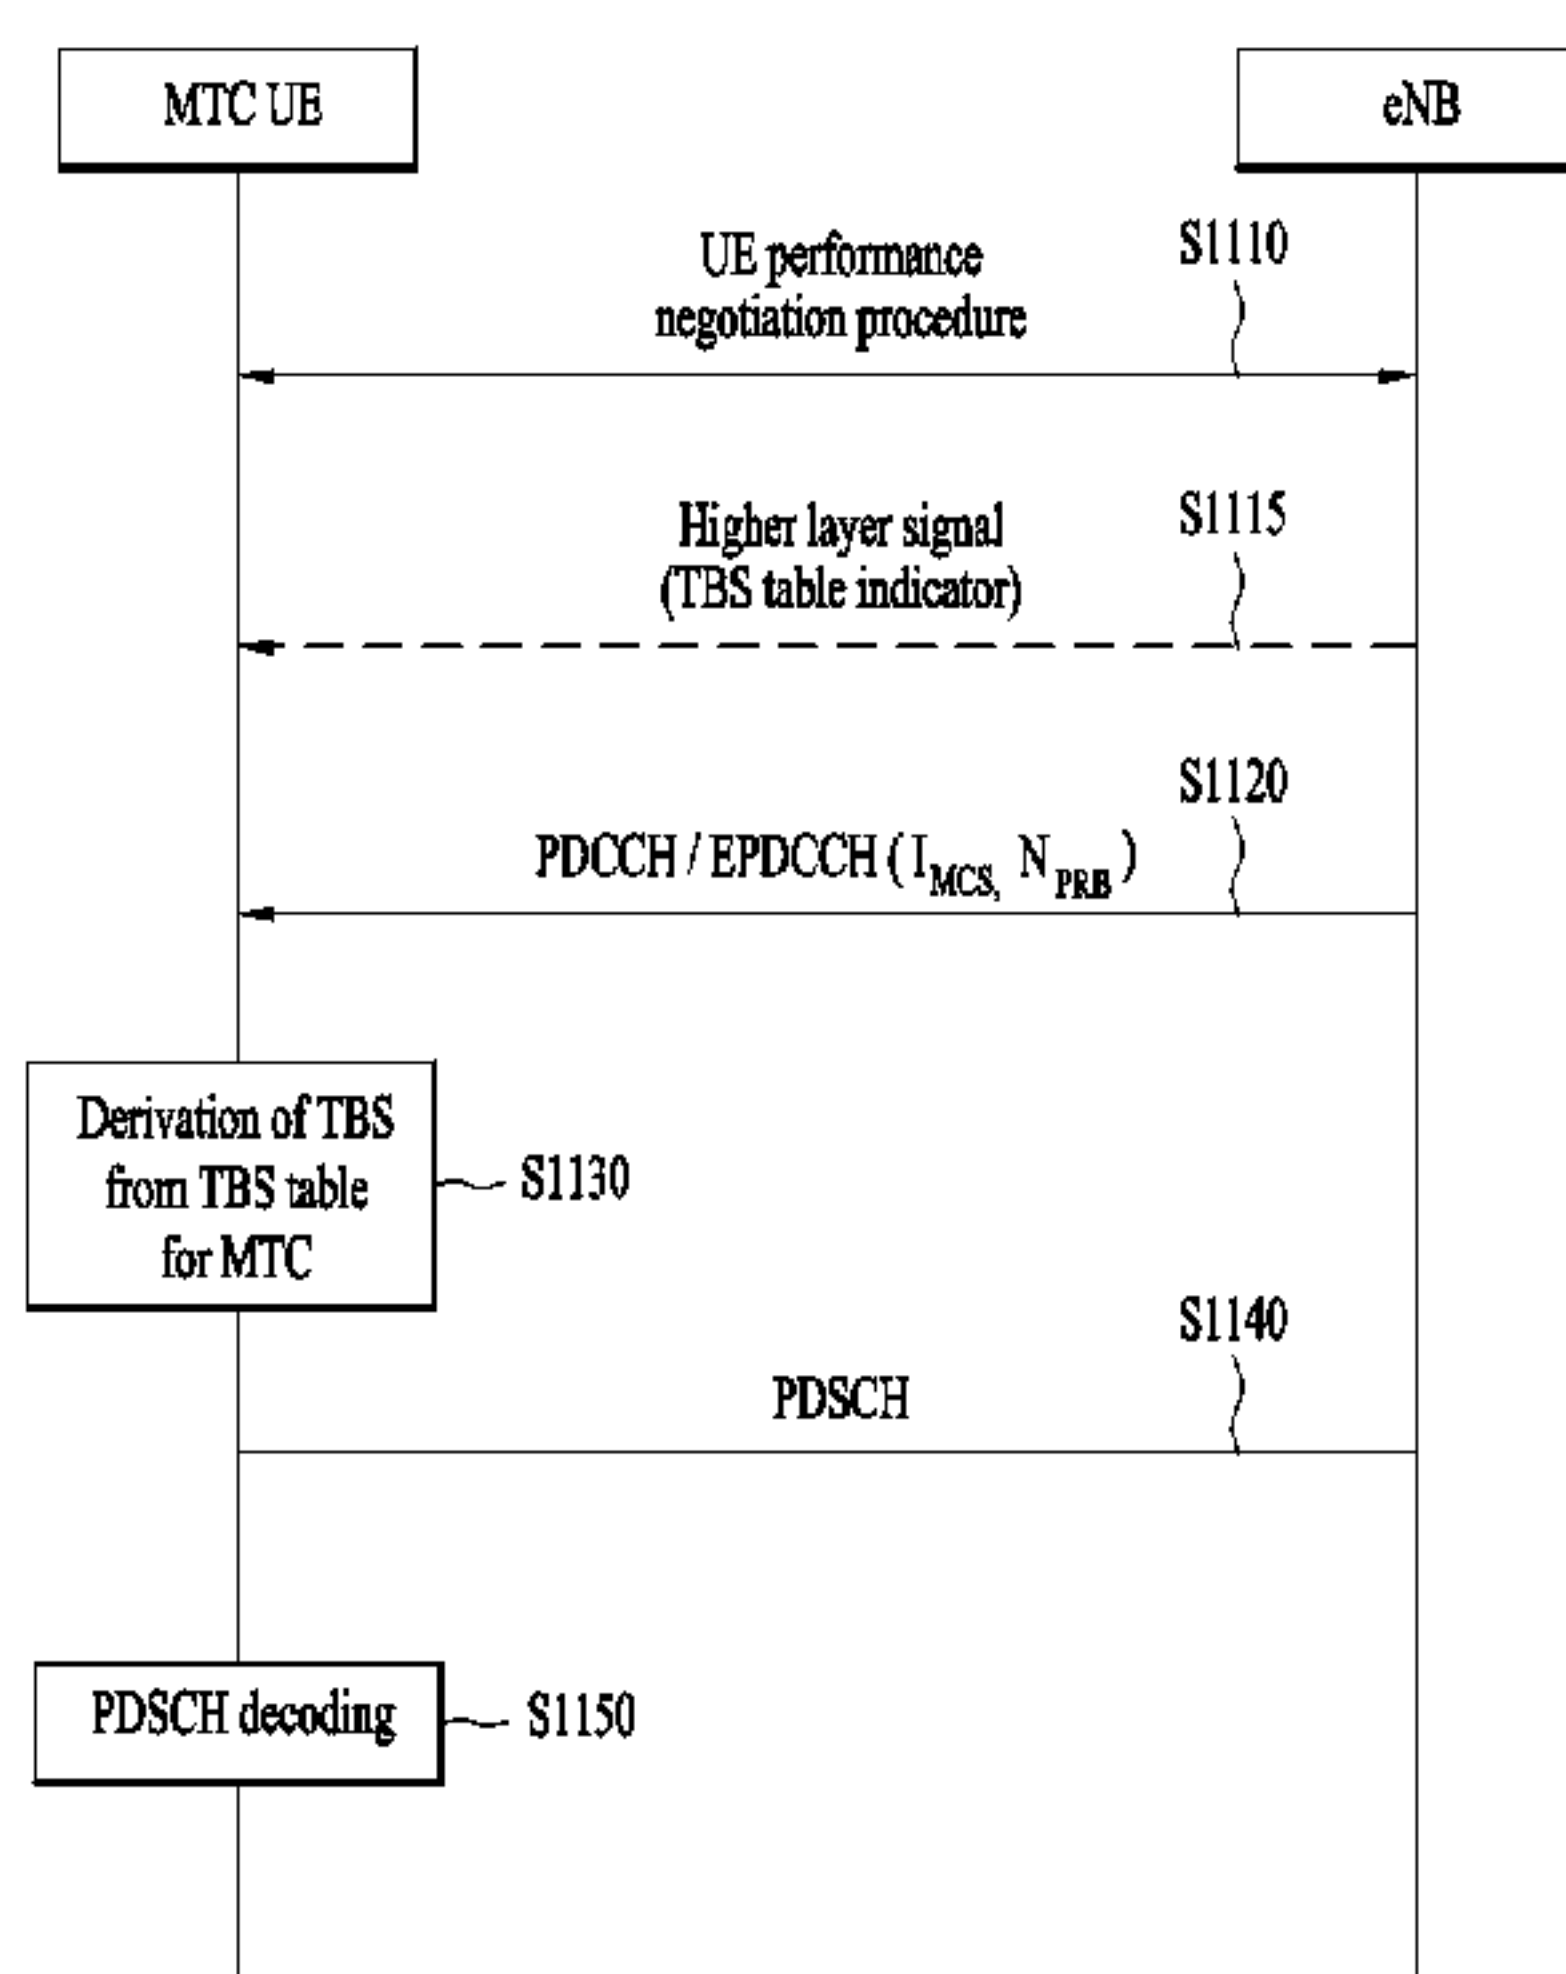 MTC UE
eNB
UE performance
negotiation procedure
S1110
Higher layer signal
(TBS table indicator)
S1115
S1120
PDCCH / EPDCCH ( I_MCS, N_PRB )
Derivation of TBS
from TBS table
for MTC
S1130
S1140
PDSCH
PDSCH decoding
S1150